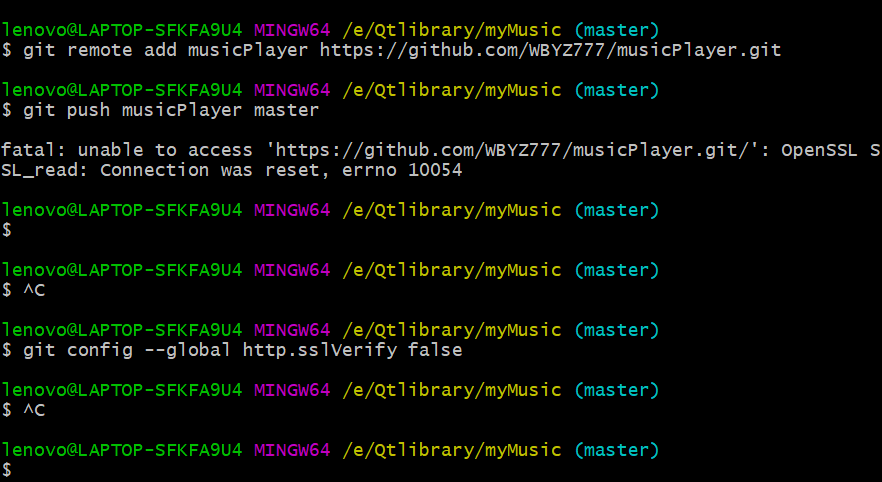 lenovo@LAPTOP-SFKFA9U4 MINGW64 /e/Qtlibrary/myMusic (master)
$ git remote add musicPlayer https://github.com/WBYZ777/musicPlayer.git
lenovo@LAPTOP-SFKFA9U4 MINGW64 /e/Qtlibrary/myMusic (master)
$ git push musicPlayer master
fatal: unable to access 'https://github.com/WBYZ777/musicPlayer.git/': OpenSSL S
SL_read: Connection was reset, errno 10054
lenovo@LAPTOP-SFKFA9U4 MINGW64 /e/Qtlibrary/myMusic (master)
$
lenovo@LAPTOP-SFKFA9U4 MINGW64 /e/Qtlibrary/myMusic (master)
$ ^C
lenovo@LAPTOP-SFKFA9U4 MINGW64 /e/Qtlibrary/myMusic (master)
$ git config --global http.sslVerify false
lenovo@LAPTOP-SFKFA9U4 MINGW64 /e/Qtlibrary/myMusic (master)
$ ^C
lenovo@LAPTOP-SFKFA9U4 MINGW64 /e/Qtlibrary/myMusic (master)
$